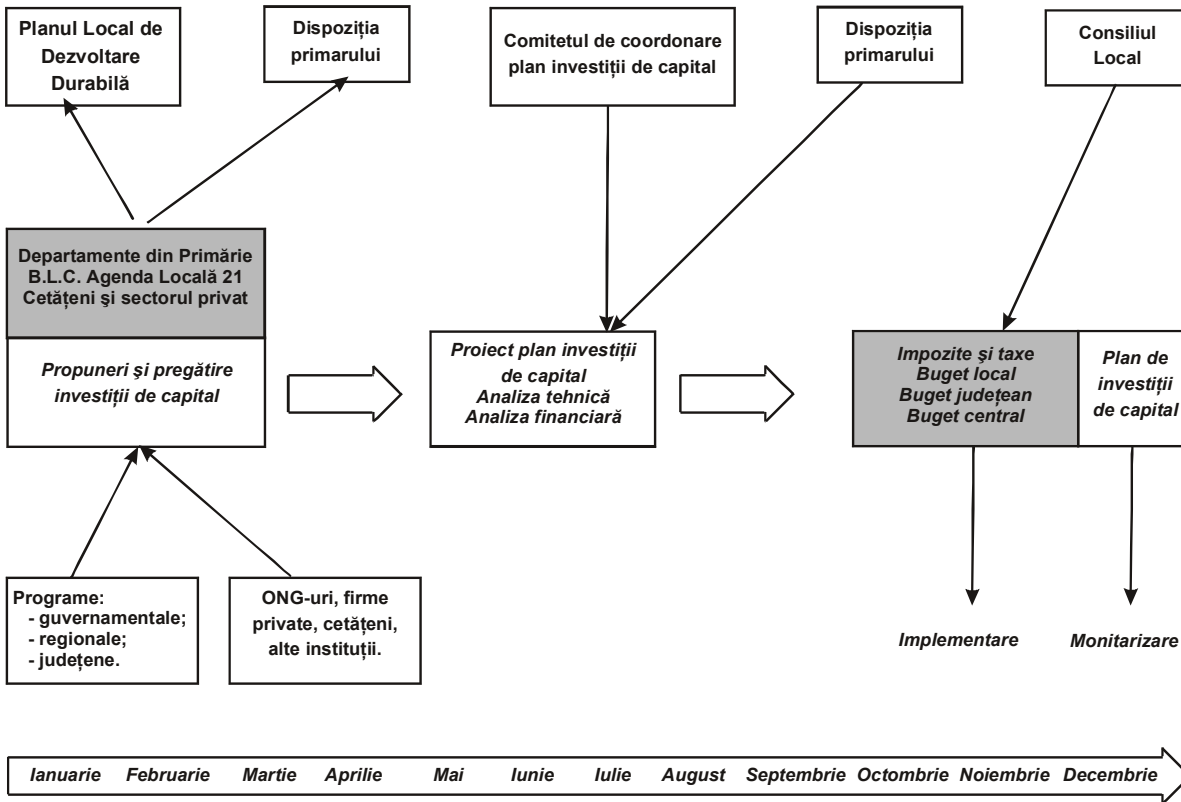 Planul Local de
Dezvoltare
Durabilă
Dispoziția
primarului
Comitetul de coordonare
plan investiții de capital
Dispoziția
primarului
Consiliul
Local
Departamente din Primărie
B.L.C. Agenda Locală 21
Cetățeni şi sectorul privat
Propuneri şi pregătire
investiții de capital
Proiect plan investiții
de capital
Analiza tehnică
Analiza financiară
Impozite şi taxe
Buget local
Buget județean
Buget central
Plan de
investiții
de capital
Programe:
- guvernamentale;
- regionale;
- județene.
ONG-uri, firme
private, cetățeni,
alte instituții.
Implementare
Monitarizare
Ianuarie Februarie Martie Aprilie Mai Iunie Iulie August Septembrie Octombrie Noiembrie Decembrie